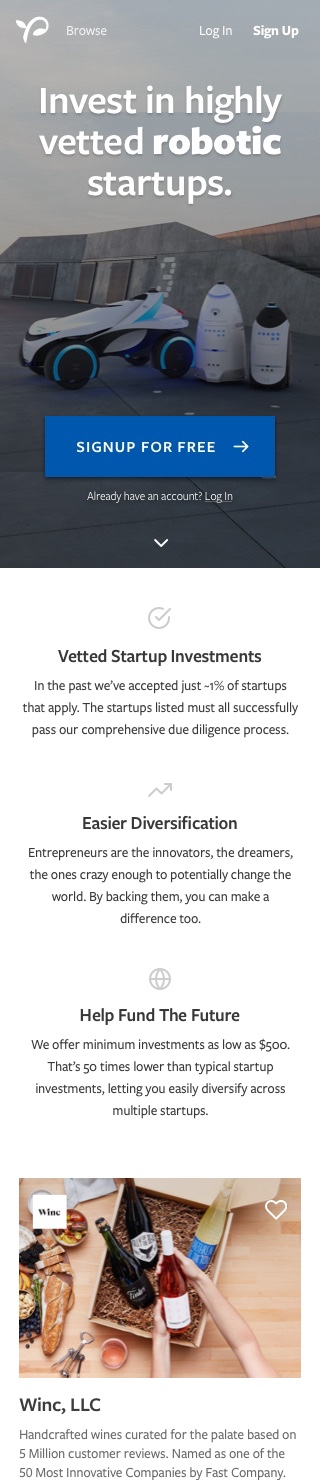 Browse
Log In
Sign Up
Invest in highly
vetted robotic
startups.
SIGNUP FOR FREE
Already have an account? Log In
Vetted Startup Investments
In the past we've accepted just ~1% of startups
that apply. The startups listed must all successfully
pass our comprehensive due diligence process.
Easier Diversification
Entrepreneurs are the innovators, the dreamers,
the ones crazy enough to potentially change the
world. By backing them, you can make a
difference too.
Help Fund The Future
We offer minimum investments as low as $500.
That's 50 times lower than typical startup
investments, letting you easily diversify across
multiple startups.
Winc
Winc, LLC
Handcrafted wines curated for the palate based on
5 Million customer reviews. Named as one of the
50 Most Innovative Companies by Fast Company.